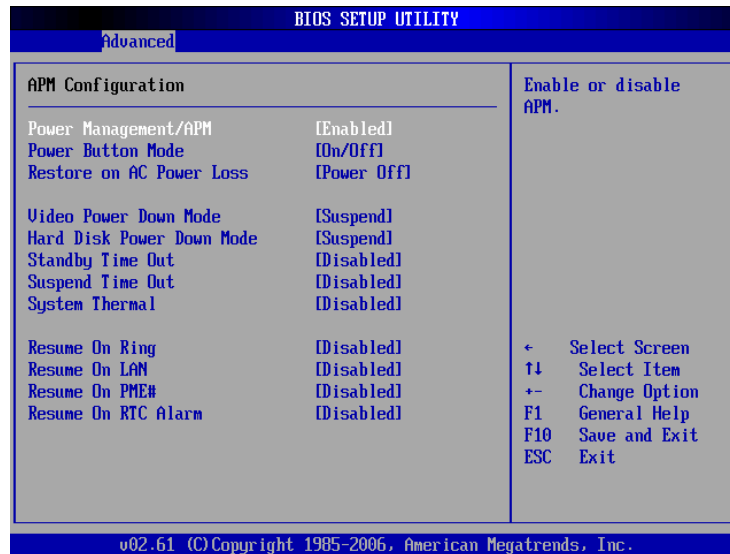 BIOS SETUP UTILITY
Advanced
APM Configuration
Power Management/APM [Enabled]
Power Button Mode [On/Off]
Restore on AC Power Loss [Power Off]
Video Power Down Mode [Suspend]
Hard Disk Power Down Mode [Suspend]
Standby Time Out [Disabled]
Suspend Time Out [Disabled]
System Thermal [Disabled]
Resume On Ring [Disabled]
Resume On LAN [Disabled]
Resume On PME# [Disabled]
Resume On RTC Alarm [Disabled]
Enable or disable
APM.
← Select Screen
↑↓ Select Item
+- Change Option
F1 General Help
F10 Save and Exit
ESC Exit
v02.61 (C)Copyright 1985-2006, American Megatrends, Inc.